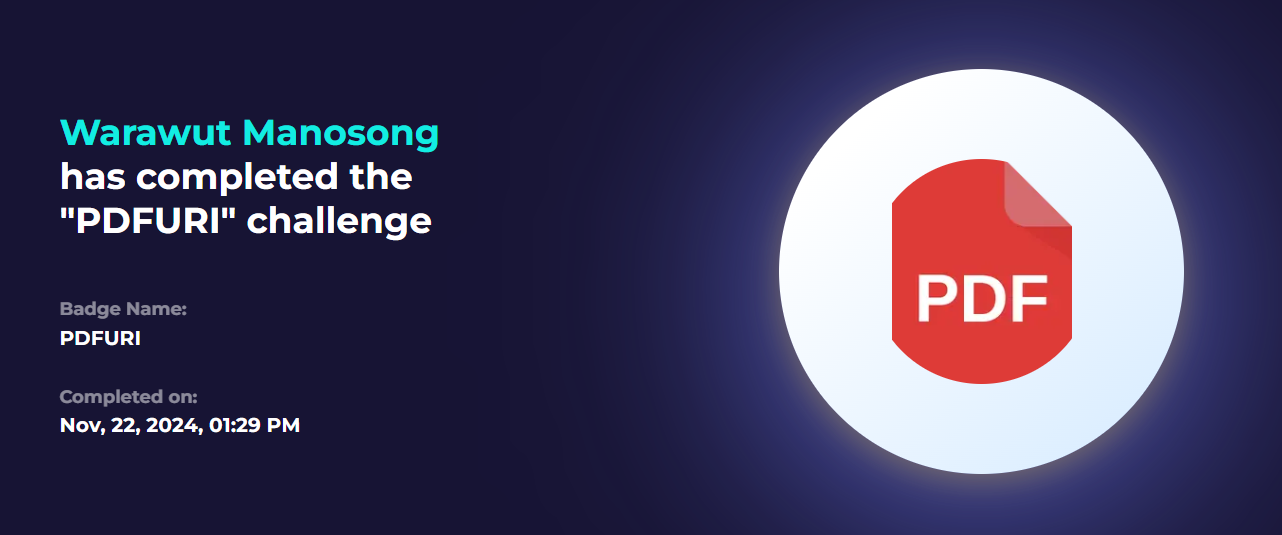 Warawut Manosong
has completed the
"PDFURI" challenge
Badge Name:
PDFURI
Completed on:
Nov, 22, 2024, 01:29 PM
PDF